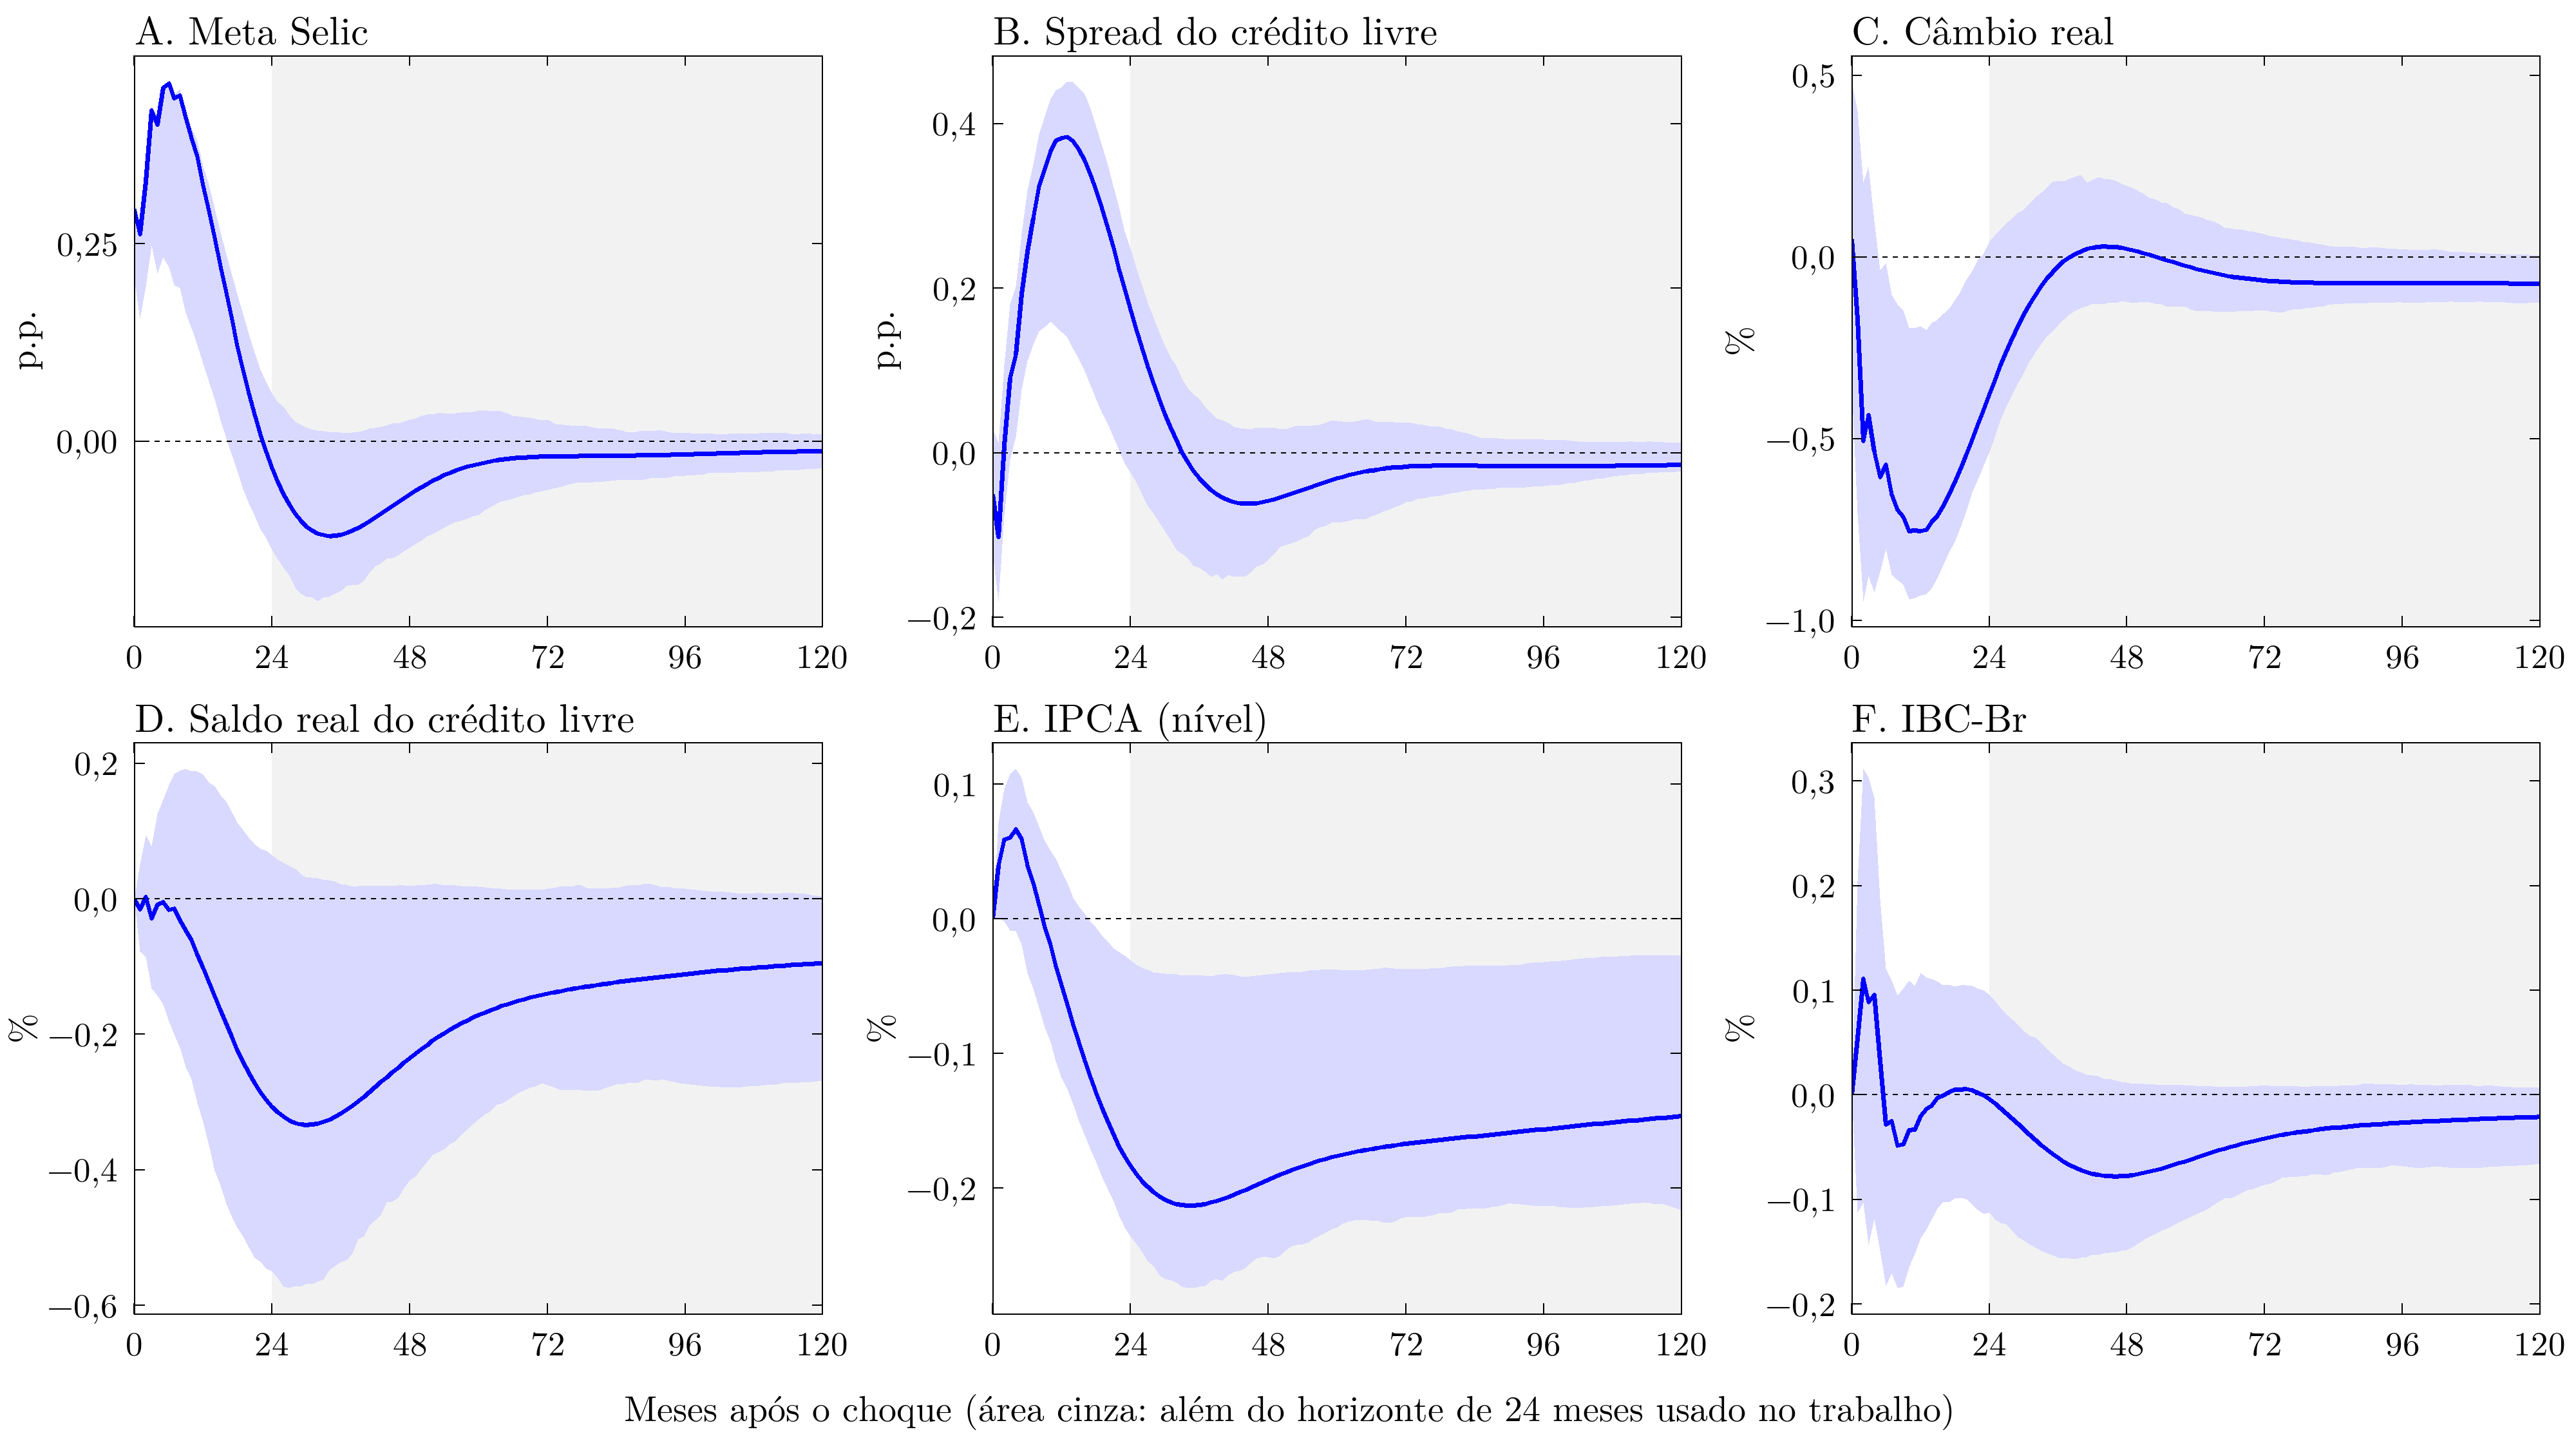 A. Meta Selic
B. Spread do crédito livre
C. Câmbio real
p.p.
0,25
0,00
0 24 48 72 96 120
p.p.
0,4
0,2
0,0
−0,2
0 24 48 72 96 120
%
0,5
0,0
−0,5
−1,0
0 24 48 72 96 120
D. Saldo real do crédito livre
E. IPCA (nível)
F. IBC-Br
%
0,2
0,0
−0,2
−0,4
−0,6
0 24 48 72 96 120
%
0,1
0,0
−0,1
−0,2
0 24 48 72 96 120
%
0,3
0,2
0,1
0,0
−0,1
−0,2
0 24 48 72 96 120
Meses após o choque (área cinza: além do horizonte de 24 meses usado no trabalho)